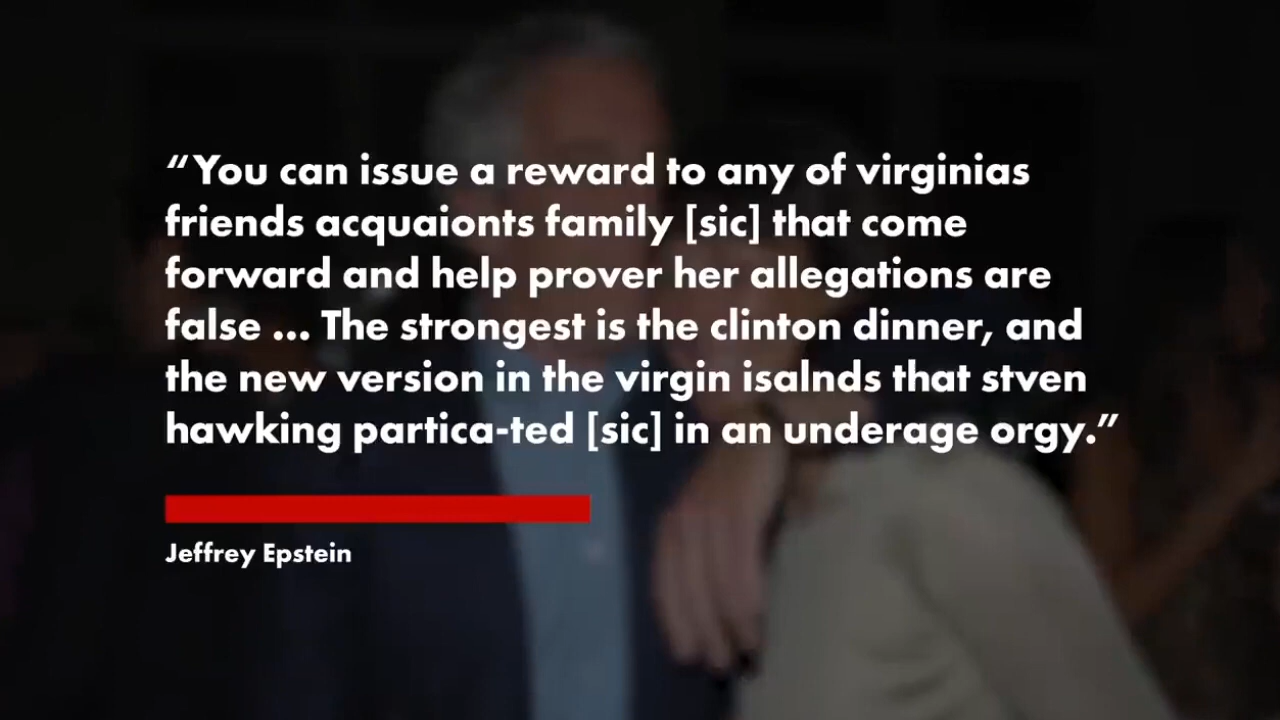 “You can issue a reward to any of virginias
friends acquaionts family [sic] that come
forward and help prover her allegations are
false ... The strongest is the clinton dinner, and
the new version in the virgin isalnds that stven
hawking partica-ted [sic] in an underage orgy.”
Jeffrey Epstein